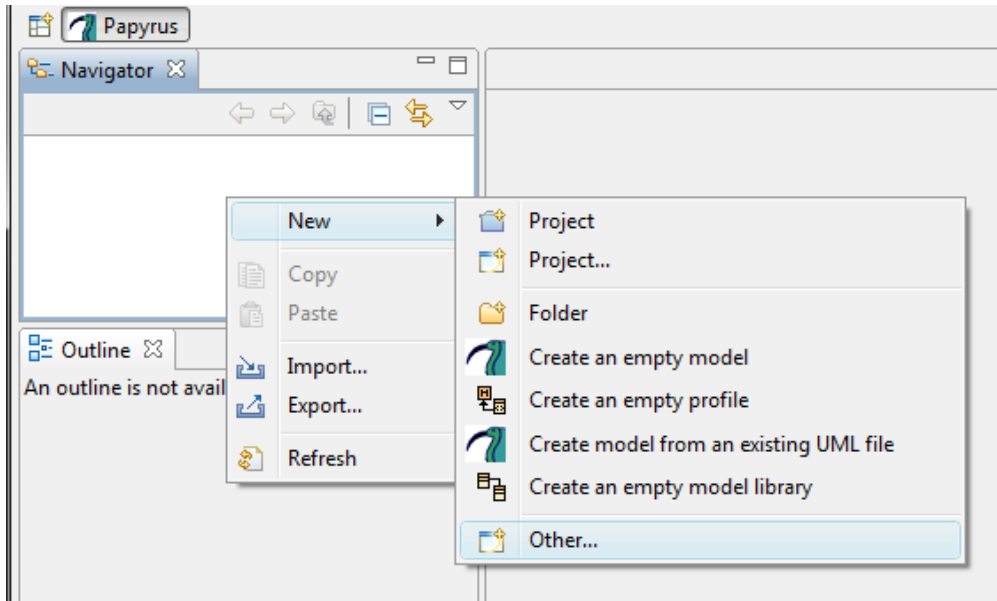 Papyrus
Navigator
New
Copy
Paste
Import...
Export...
Refresh
Project
Project...
Folder
Create an empty model
Create an empty profile
Create model from an existing UML file
Create an empty model library
Other...
Outline
An outline is not avail